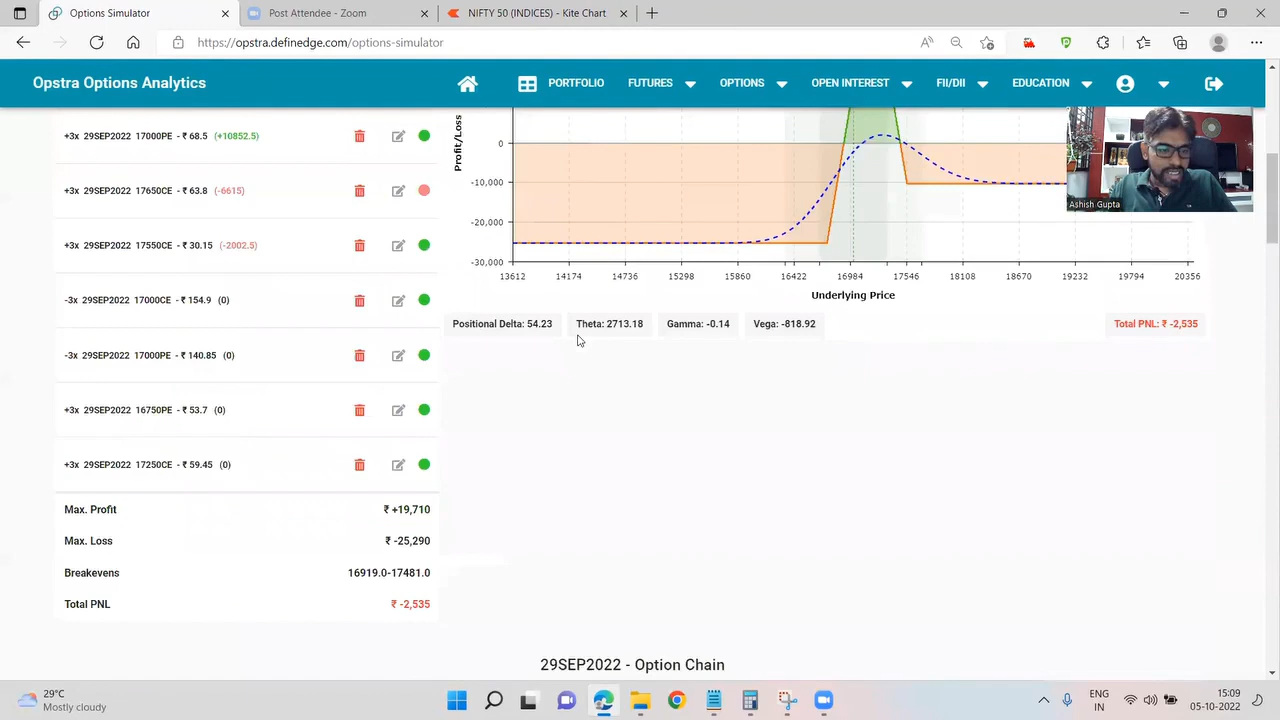 Options Simulator
Post Attendee - Zoom
NIFTY 50 (INDICES) - Kite Chart
https://opstra.definedge.com/options-simulator
Opstra Options Analytics
PORTFOLIO
FUTURES
OPTIONS
OPEN INTEREST
FII/DII
EDUCATION
+3x 29SEP2022 17000PE - ₹ 68.5 (+10852.5)
+3x 29SEP2022 17650CE - ₹ 63.8 (-6615)
+3x 29SEP2022 17550CE - ₹ 30.15 (-2002.5)
-3x 29SEP2022 17000CE - ₹ 154.9 (0)
-3x 29SEP2022 17000PE - ₹ 140.85 (0)
+3x 29SEP2022 16750PE - ₹ 53.7 (0)
+3x 29SEP2022 17250CE - ₹ 59.45 (0)
Max. Profit ₹ +19,710
Max. Loss ₹ -25,290
Breakevens 16919.0-17481.0
Total PNL ₹ -2,535
Profit/Loss
0
-10,000
-20,000
-30,000
13612 14174 14736 15298 15860 16422 16984 17546 18108 18670 19232 19794 20356
Underlying Price
Ashish Gupta
Positional Delta: 54.23 Theta: 2713.18 Gamma: -0.14 Vega: -818.92 Total PNL: ₹ -2,535
29SEP2022 - Option Chain
29°C
Mostly cloudy
ENG
IN
15:09
05-10-2022